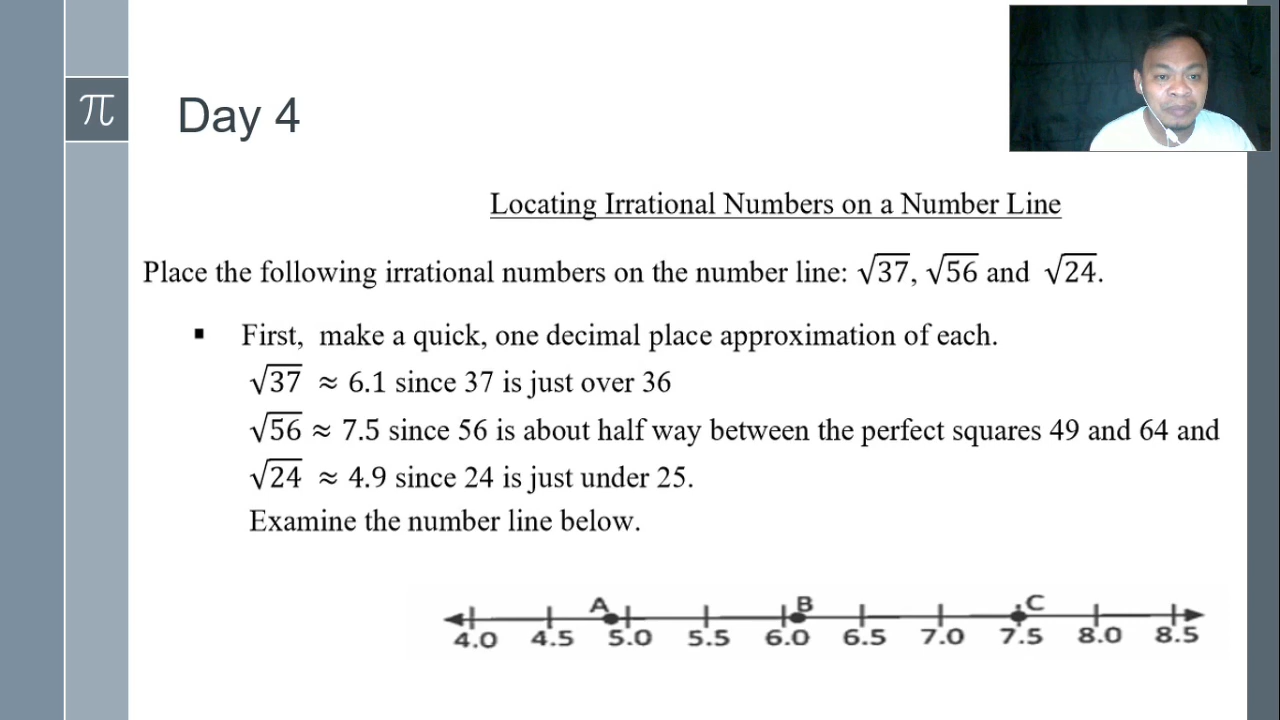 π
Day 4
Locating Irrational Numbers on a Number Line
Place the following irrational numbers on the number line: √37, √56 and √24.
▪ First, make a quick, one decimal place approximation of each.
√37 ≈ 6.1 since 37 is just over 36
√56 ≈ 7.5 since 56 is about half way between the perfect squares 49 and 64 and
√24 ≈ 4.9 since 24 is just under 25.
Examine the number line below.
A B C
4.0 4.5 5.0 5.5 6.0 6.5 7.0 7.5 8.0 8.5